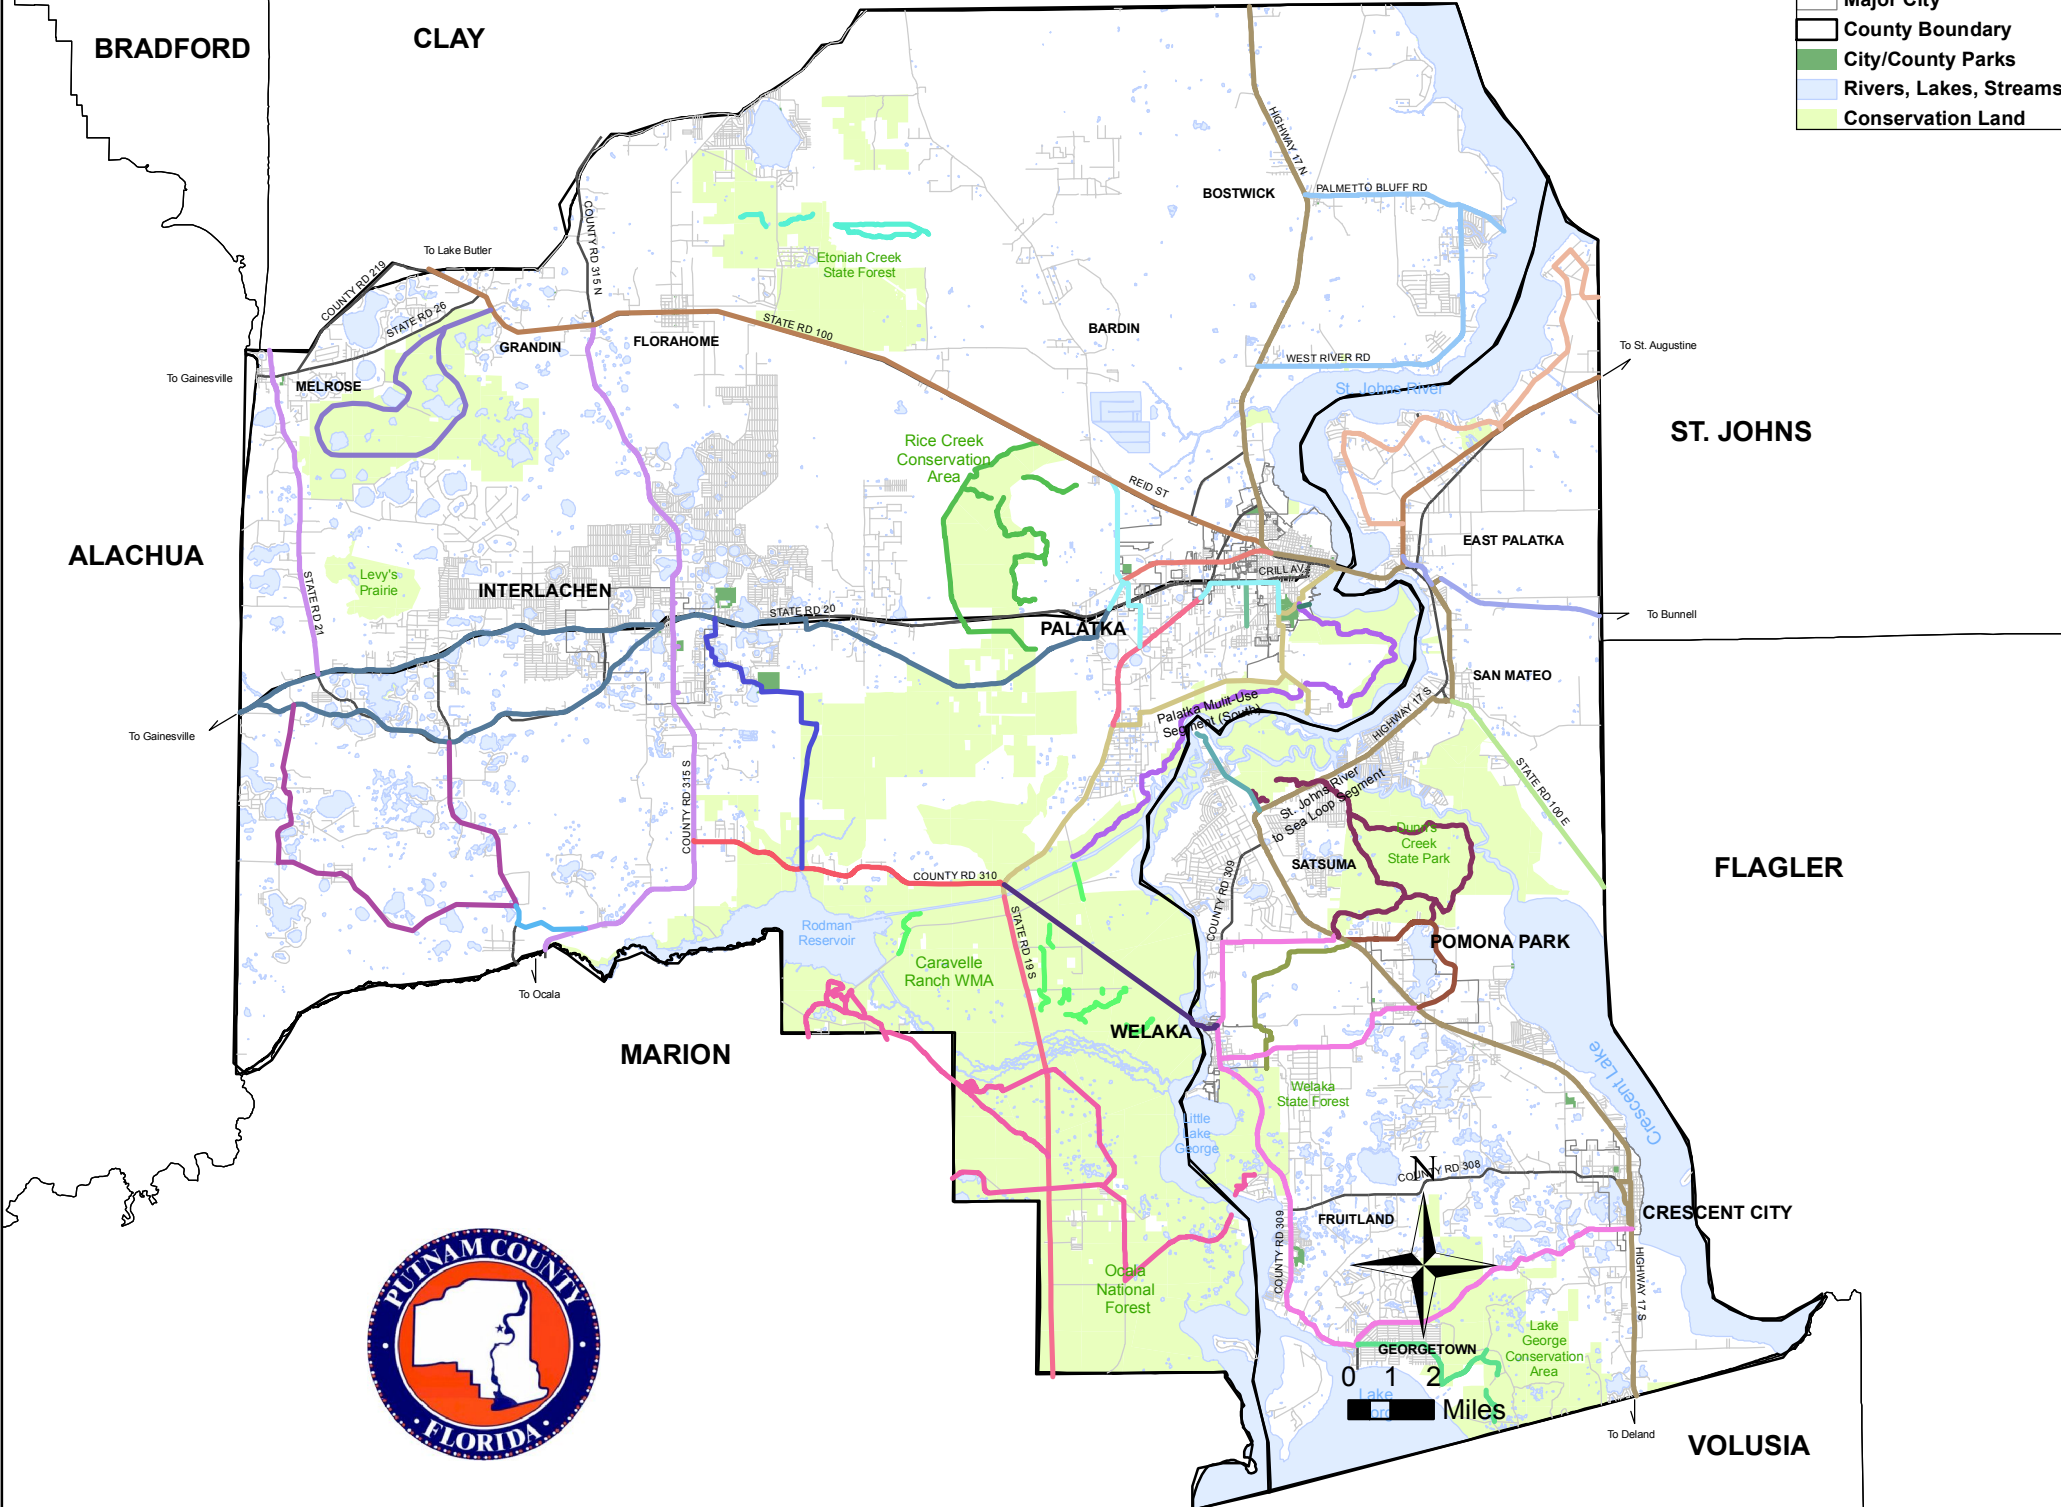 Major City
BRADFORD
CLAY
County Boundary
City/County Parks
Rivers, Lakes, Streams
Conservation Land
HIGHWAY 17 N
BOSTWICK
PALMETTO BLUFF RD
COUNTY RD 315 N
To Lake Butler
Etoniah Creek
State Forest
COUNTY RD 219
STATE RD 26
STATE RD 100
BARDIN
GRANDIN
FLORAHOME
WEST RIVER RD
To St. Augustine
To Gainesville
MELROSE
St. Johns River
ST. JOHNS
Rice Creek
Conservation
Area
REID ST
ALACHUA
EAST PALATKA
Levy's
Prairie
INTERLACHEN
CRILL AV
STATE RD 21
STATE RD 20
To Bunnell
PALATKA
SAN MATEO
Palatka Mulit-Use
Segment (South)
HIGHWAY 17 S
To Gainesville
STATE RD 100 E
COUNTY RD 315 S
St. Johns River
to Sea Loop Segment
Dunn's
Creek
State Park
SATSUMA
FLAGLER
COUNTY RD 310
COUNTY RD 309
STATE RD 19 S
Rodman
Reservoir
POMONA PARK
Caravelle
Ranch WMA
To Ocala
WELAKA
MARION
Crescent Lake
Welaka
State Forest
Little
Lake
George
N
COUNTY RD 308
FRUITLAND
CRESCENT CITY
COUNTY RD 309
HIGHWAY 17 S
PUTNAM COUNTY
FLORIDA
Ocala
National
Forest
Lake
George
Conservation
Area
GEORGETOWN
0 1 2
Miles
Lake
To Deland
VOLUSIA